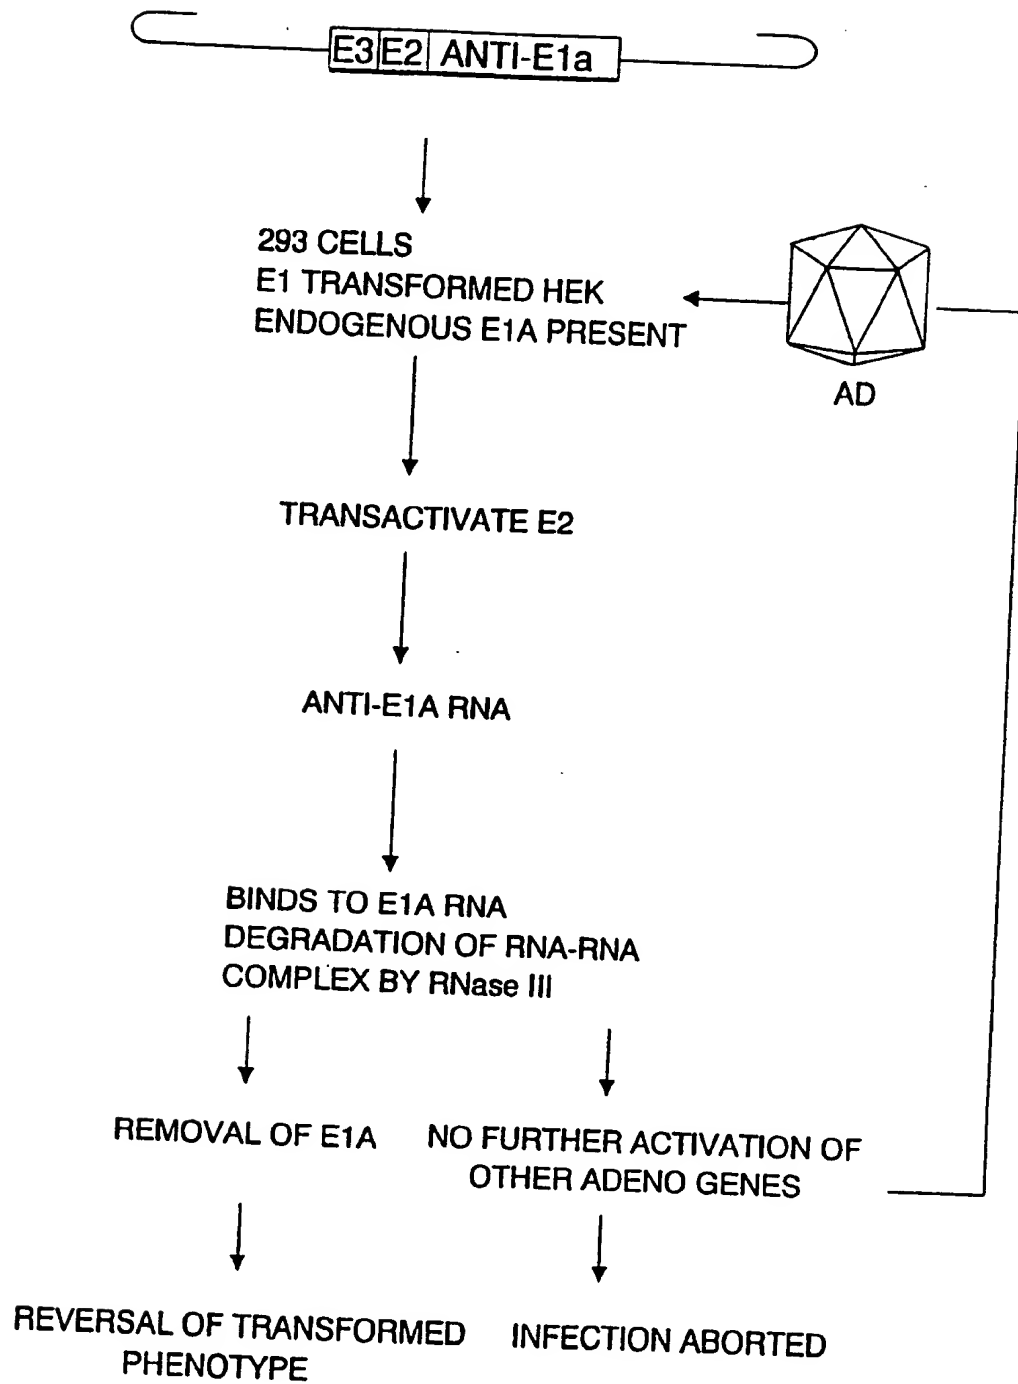 E3 E2 ANTI-E1a
293 CELLS
E1 TRANSFORMED HEK
ENDOGENOUS E1A PRESENT
AD
TRANSACTIVATE E2
ANTI-E1A RNA
BINDS TO E1A RNA
DEGRADATION OF RNA-RNA
COMPLEX BY RNase III
REMOVAL OF E1A
NO FURTHER ACTIVATION OF
OTHER ADENO GENES
REVERSAL OF TRANSFORMED
PHENOTYPE
INFECTION ABORTED